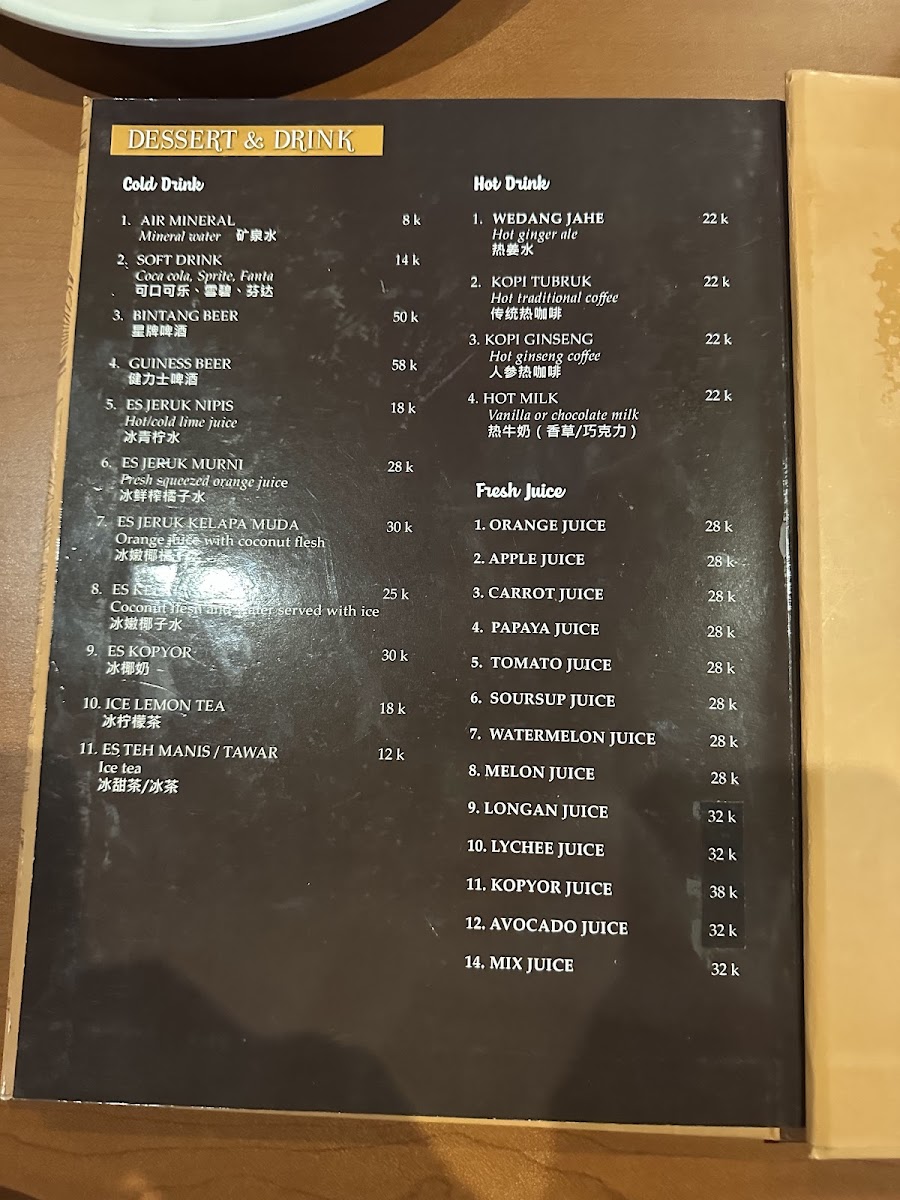 DESSERT & DRINK
Cold Drink
1. AIR MINERAL 8 k
Mineral water 矿泉水
2. SOFT DRINK 14 k
Coca cola, Sprite, Fanta
可口可乐、雪碧、芬达
3. BINTANG BEER 50 k
星牌啤酒
4. GUINESS BEER 58 k
健力士啤酒
5. ES JERUK NIPIS 18 k
Hot/cold lime juice
冰青柠水
6. ES JERUK MURNI 28 k
Fresh squeezed orange juice
冰鲜榨橘子水
7. ES JERUK KELAPA MUDA 30 k
Orange juice with coconut flesh
冰嫩椰橘
8. ES 25 k
Coconut flesh and water served with ice
冰嫩椰子水
9. ES KOPYOR 30 k
冰椰奶
10. ICE LEMON TEA 18 k
冰柠檬茶
11. ES TEH MANIS / TAWAR 12 k
Ice tea
冰甜茶/冰茶
Hot Drink
1. WEDANG JAHE 22 k
Hot ginger ale
热姜水
2. KOPI TUBRUK 22 k
Hot traditional coffee
传统热咖啡
3. KOPI GINSENG 22 k
Hot ginseng coffee
人参热咖啡
4. HOT MILK 22 k
Vanilla or chocolate milk
热牛奶 ( 香草/巧克力 )
Fresh Juice
1. ORANGE JUICE 28 k
2. APPLE JUICE 28 k
3. CARROT JUICE 28 k
4. PAPAYA JUICE 28 k
5. TOMATO JUICE 28 k
6. SOURSUP JUICE 28 k
7. WATERMELON JUICE 28 k
8. MELON JUICE 28 k
9. LONGAN JUICE 32 k
10. LYCHEE JUICE 32 k
11. KOPYOR JUICE 38 k
12. AVOCADO JUICE 32 k
14. MIX JUICE 32 k